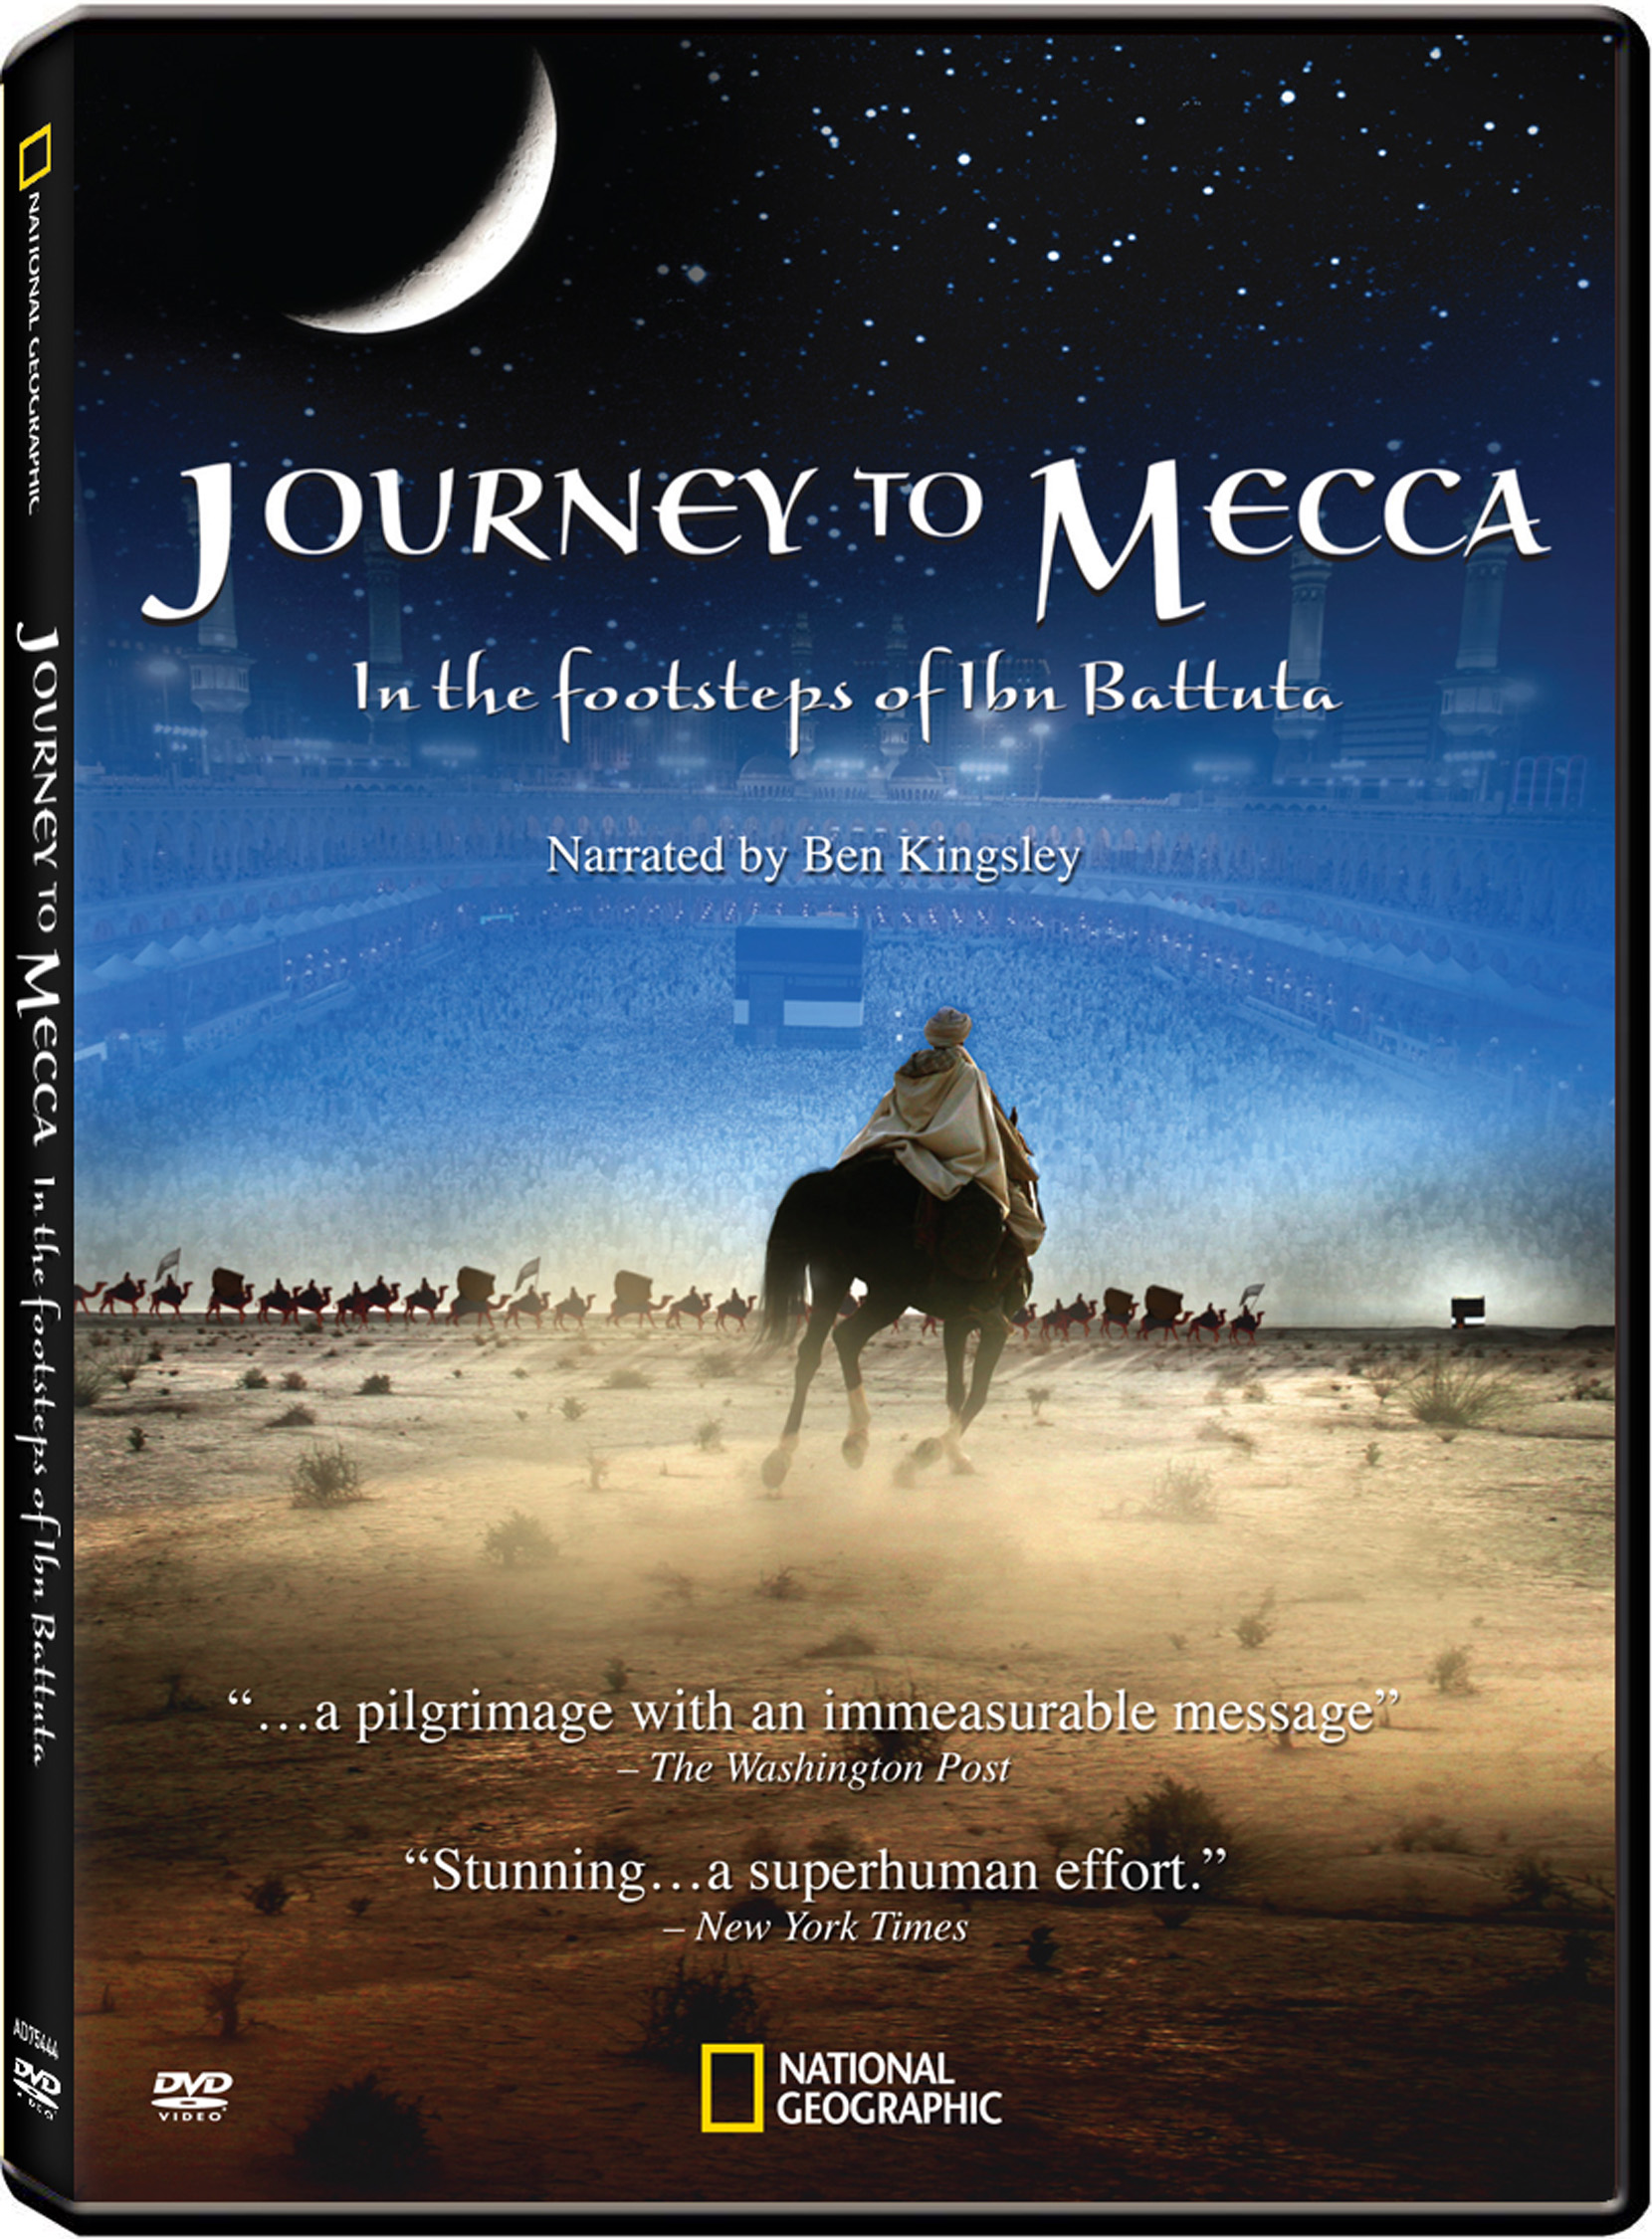 NATIONAL GEOGRAPHIC
JOURNEY TO MECCA In the footsteps of Ibn Battuta
AD75444
DVD
VIDEO
JOURNEY TO MECCA
In the footsteps of Ibn Battuta
Narrated by Ben Kingsley
“…a pilgrimage with an immeasurable message”
– The Washington Post
“Stunning…a superhuman effort.”
– New York Times
DVD
VIDEO
NATIONAL
GEOGRAPHIC